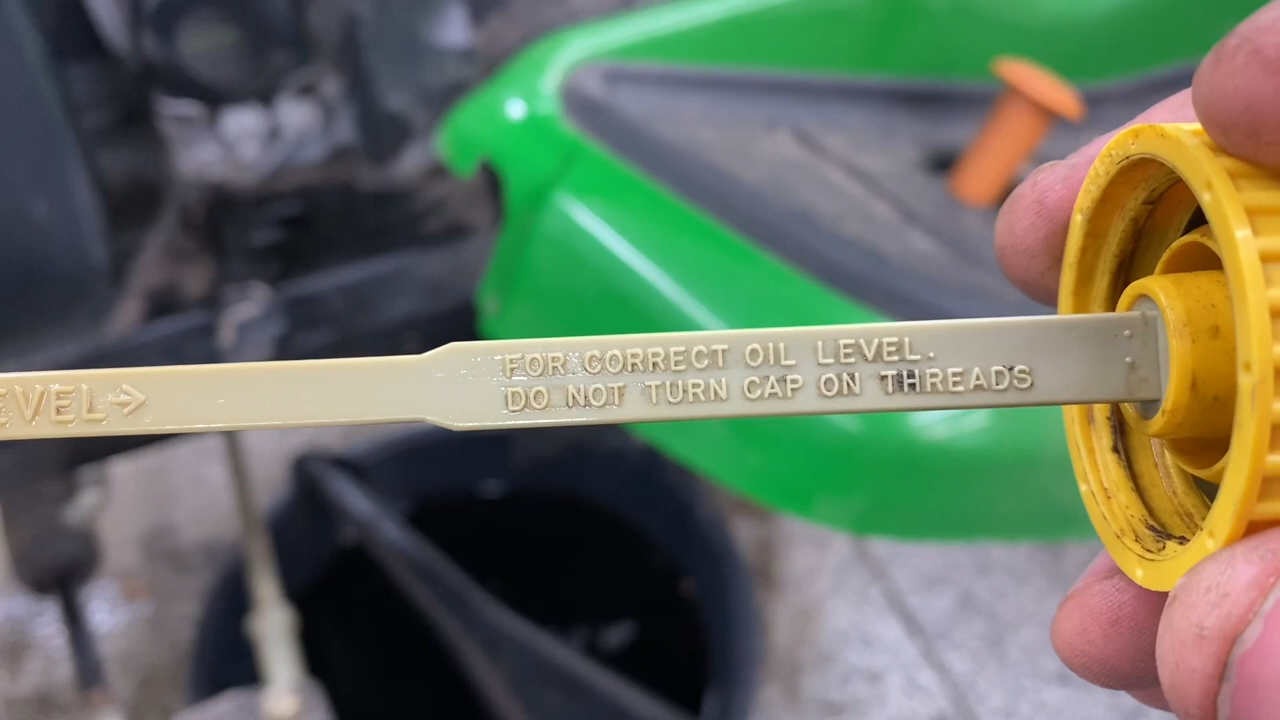 EVEL→
FOR CORRECT OIL LEVEL.
DO NOT TURN CAP ON THREADS